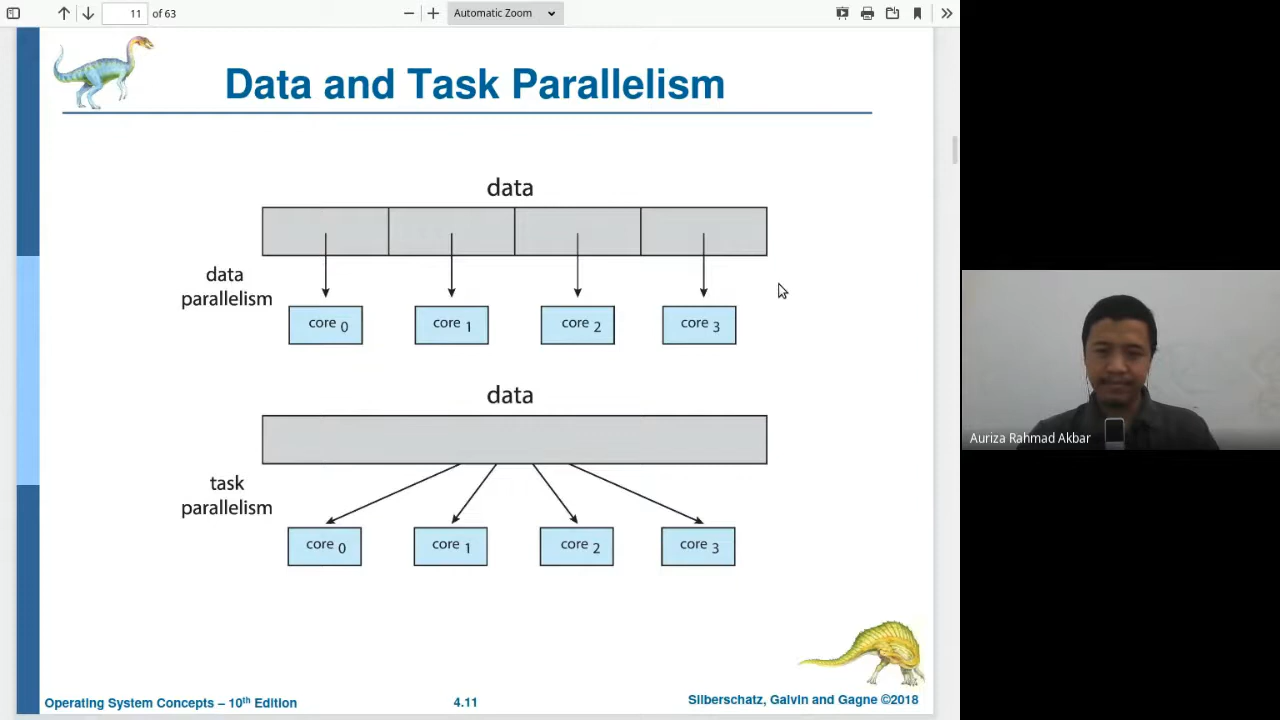 11 of 63
Automatic Zoom
Data and Task Parallelism
data
data
parallelism
core 0
core 1
core 2
core 3
data
task
parallelism
core 0
core 1
core 2
core 3
Auriza Rahmad Akbar
Operating System Concepts – 10th Edition
4.11
Silberschatz, Galvin and Gagne ©2018